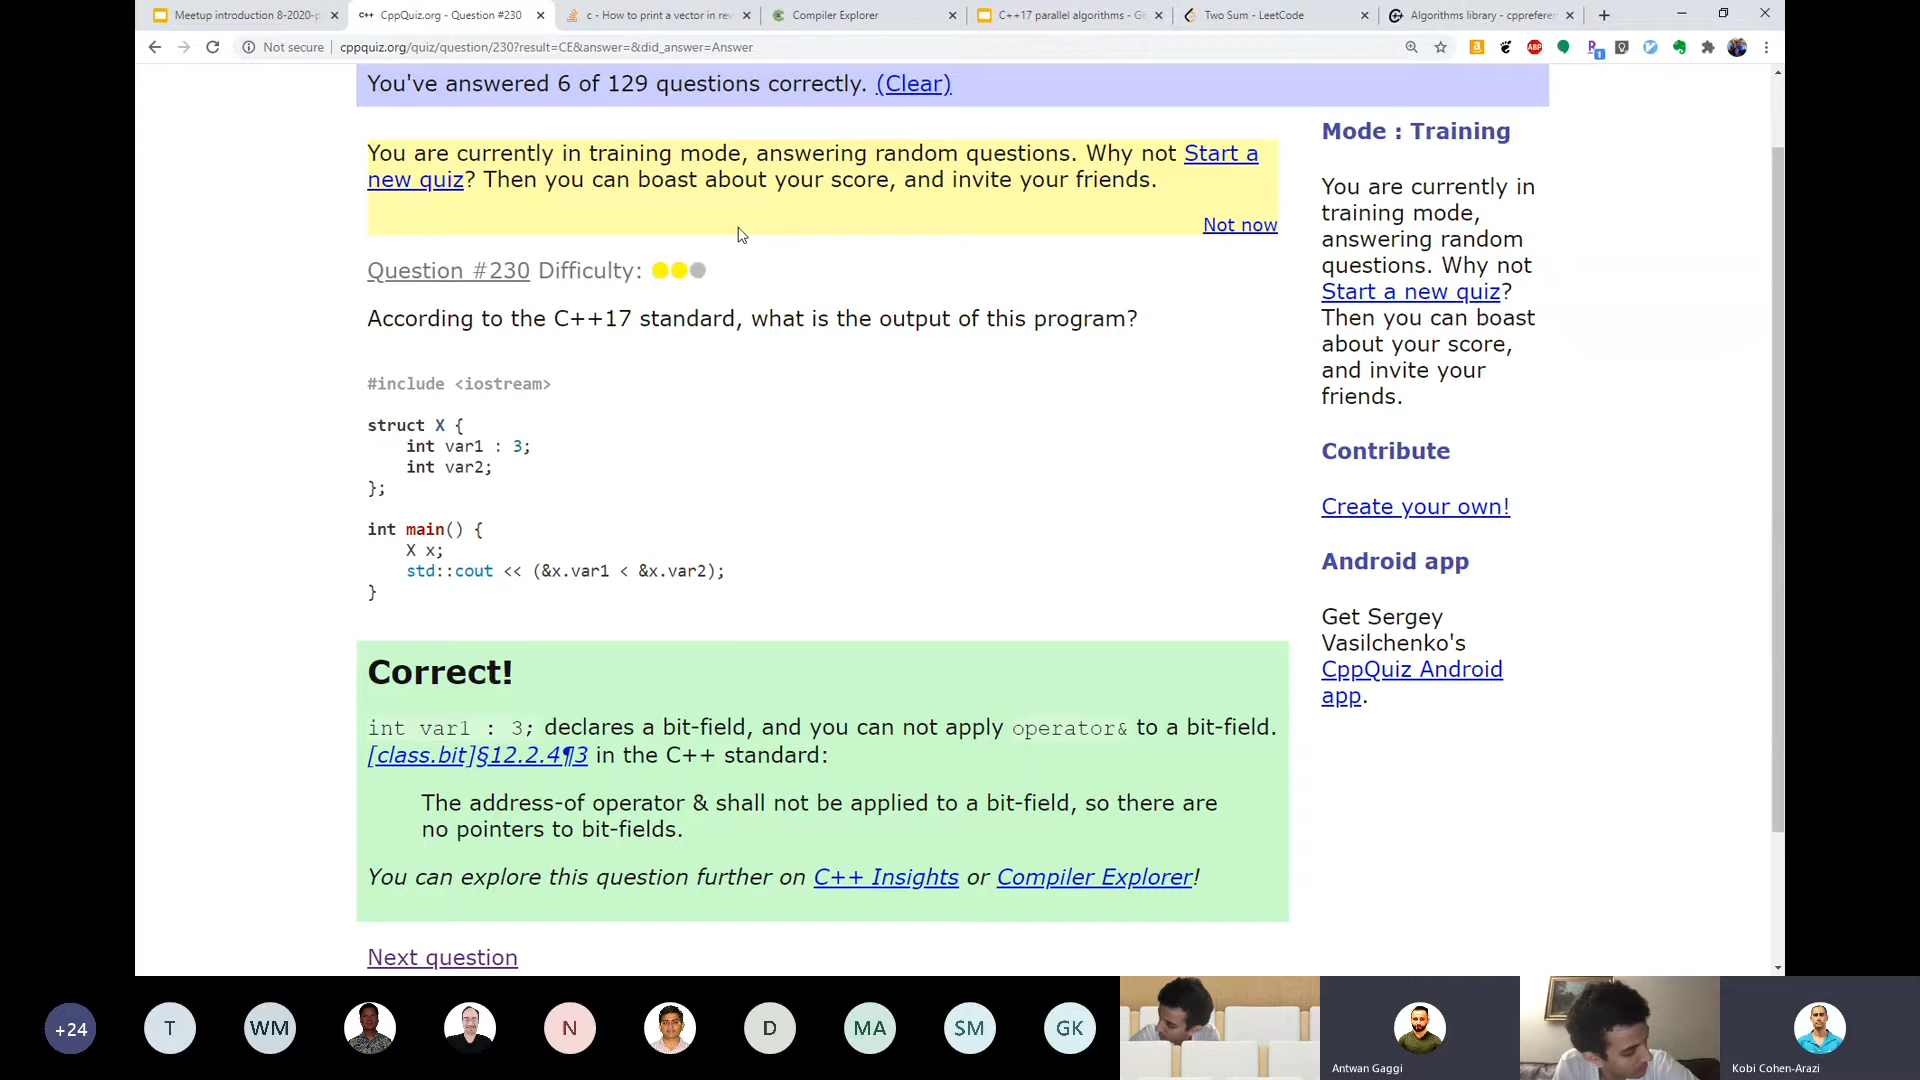 Meetup introduction 8-2020-p
CppQuiz.org - Question #230
c - How to print a vector in rev
Compiler Explorer
C++17 parallel algorithms - G
Two Sum - LeetCode
Algorithms library - cpprefere
Not secure
cppquiz.org/quiz/question/230?result=CE&answer=&did_answer=Answer
You've answered 6 of 129 questions correctly. (Clear)
You are currently in training mode, answering random questions. Why not Start a
new quiz? Then you can boast about your score, and invite your friends.
Not now
Question #230 Difficulty:
According to the C++17 standard, what is the output of this program?
#include <iostream>
struct X {
    int var1 : 3;
    int var2;
};
int main() {
    X x;
    std::cout << (&x.var1 < &x.var2);
}
Correct!
int var1 : 3; declares a bit-field, and you can not apply operator& to a bit-field.
[class.bit]§12.2.4¶3 in the C++ standard:
The address-of operator & shall not be applied to a bit-field, so there are
no pointers to bit-fields.
You can explore this question further on C++ Insights or Compiler Explorer!
Next question
Mode : Training
You are currently in
training mode,
answering random
questions. Why not
Start a new quiz?
Then you can boast
about your score,
and invite your
friends.
Contribute
Create your own!
Android app
Get Sergey
Vasilchenko's
CppQuiz Android
app.
+24
T
WM
N
D
MA
SM
GK
Antwan Gaggi
Kobi Cohen-Arazi